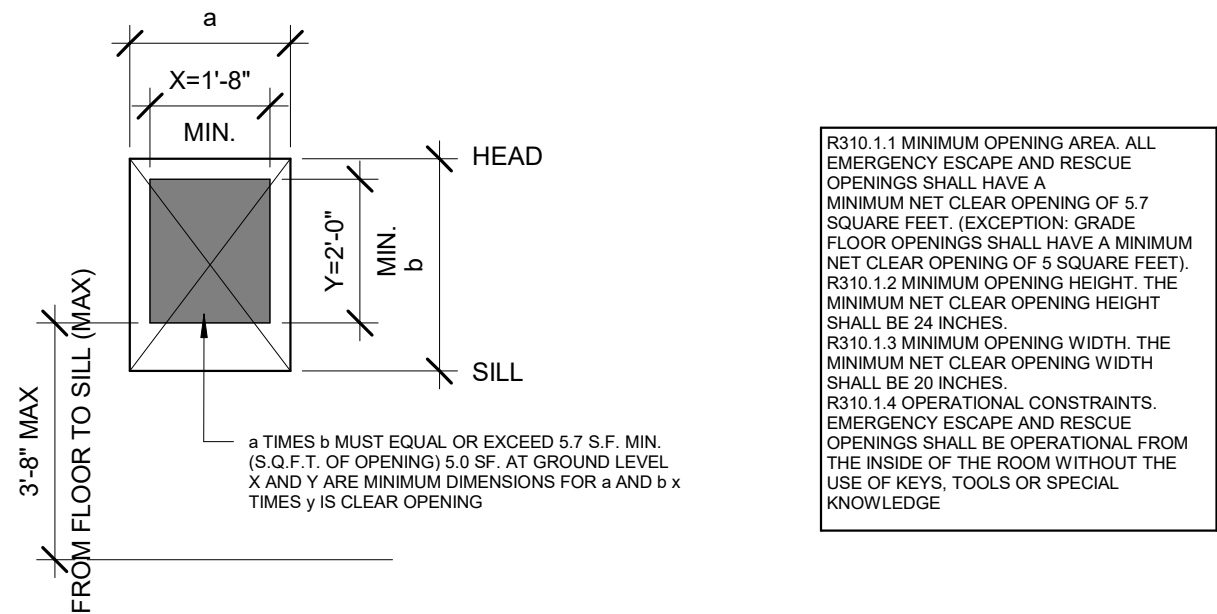 a
X=1'-8"
MIN.
HEAD
Y=2'-0"
MIN.
b
SILL
3'-8" MAX
FROM FLOOR TO SILL (MAX)
a TIMES b MUST EQUAL OR EXCEED 5.7 S.F. MIN.
(S.Q.F.T. OF OPENING) 5.0 SF. AT GROUND LEVEL
X AND Y ARE MINIMUM DIMENSIONS FOR a AND b x
TIMES y IS CLEAR OPENING
R310.1.1 MINIMUM OPENING AREA. ALL
EMERGENCY ESCAPE AND RESCUE
OPENINGS SHALL HAVE A
MINIMUM NET CLEAR OPENING OF 5.7
SQUARE FEET. (EXCEPTION: GRADE
FLOOR OPENINGS SHALL HAVE A MINIMUM
NET CLEAR OPENING OF 5 SQUARE FEET).
R310.1.2 MINIMUM OPENING HEIGHT. THE
MINIMUM NET CLEAR OPENING HEIGHT
SHALL BE 24 INCHES.
R310.1.3 MINIMUM OPENING WIDTH. THE
MINIMUM NET CLEAR OPENING WIDTH
SHALL BE 20 INCHES.
R310.1.4 OPERATIONAL CONSTRAINTS.
EMERGENCY ESCAPE AND RESCUE
OPENINGS SHALL BE OPERATIONAL FROM
THE INSIDE OF THE ROOM WITHOUT THE
USE OF KEYS, TOOLS OR SPECIAL
KNOWLEDGE